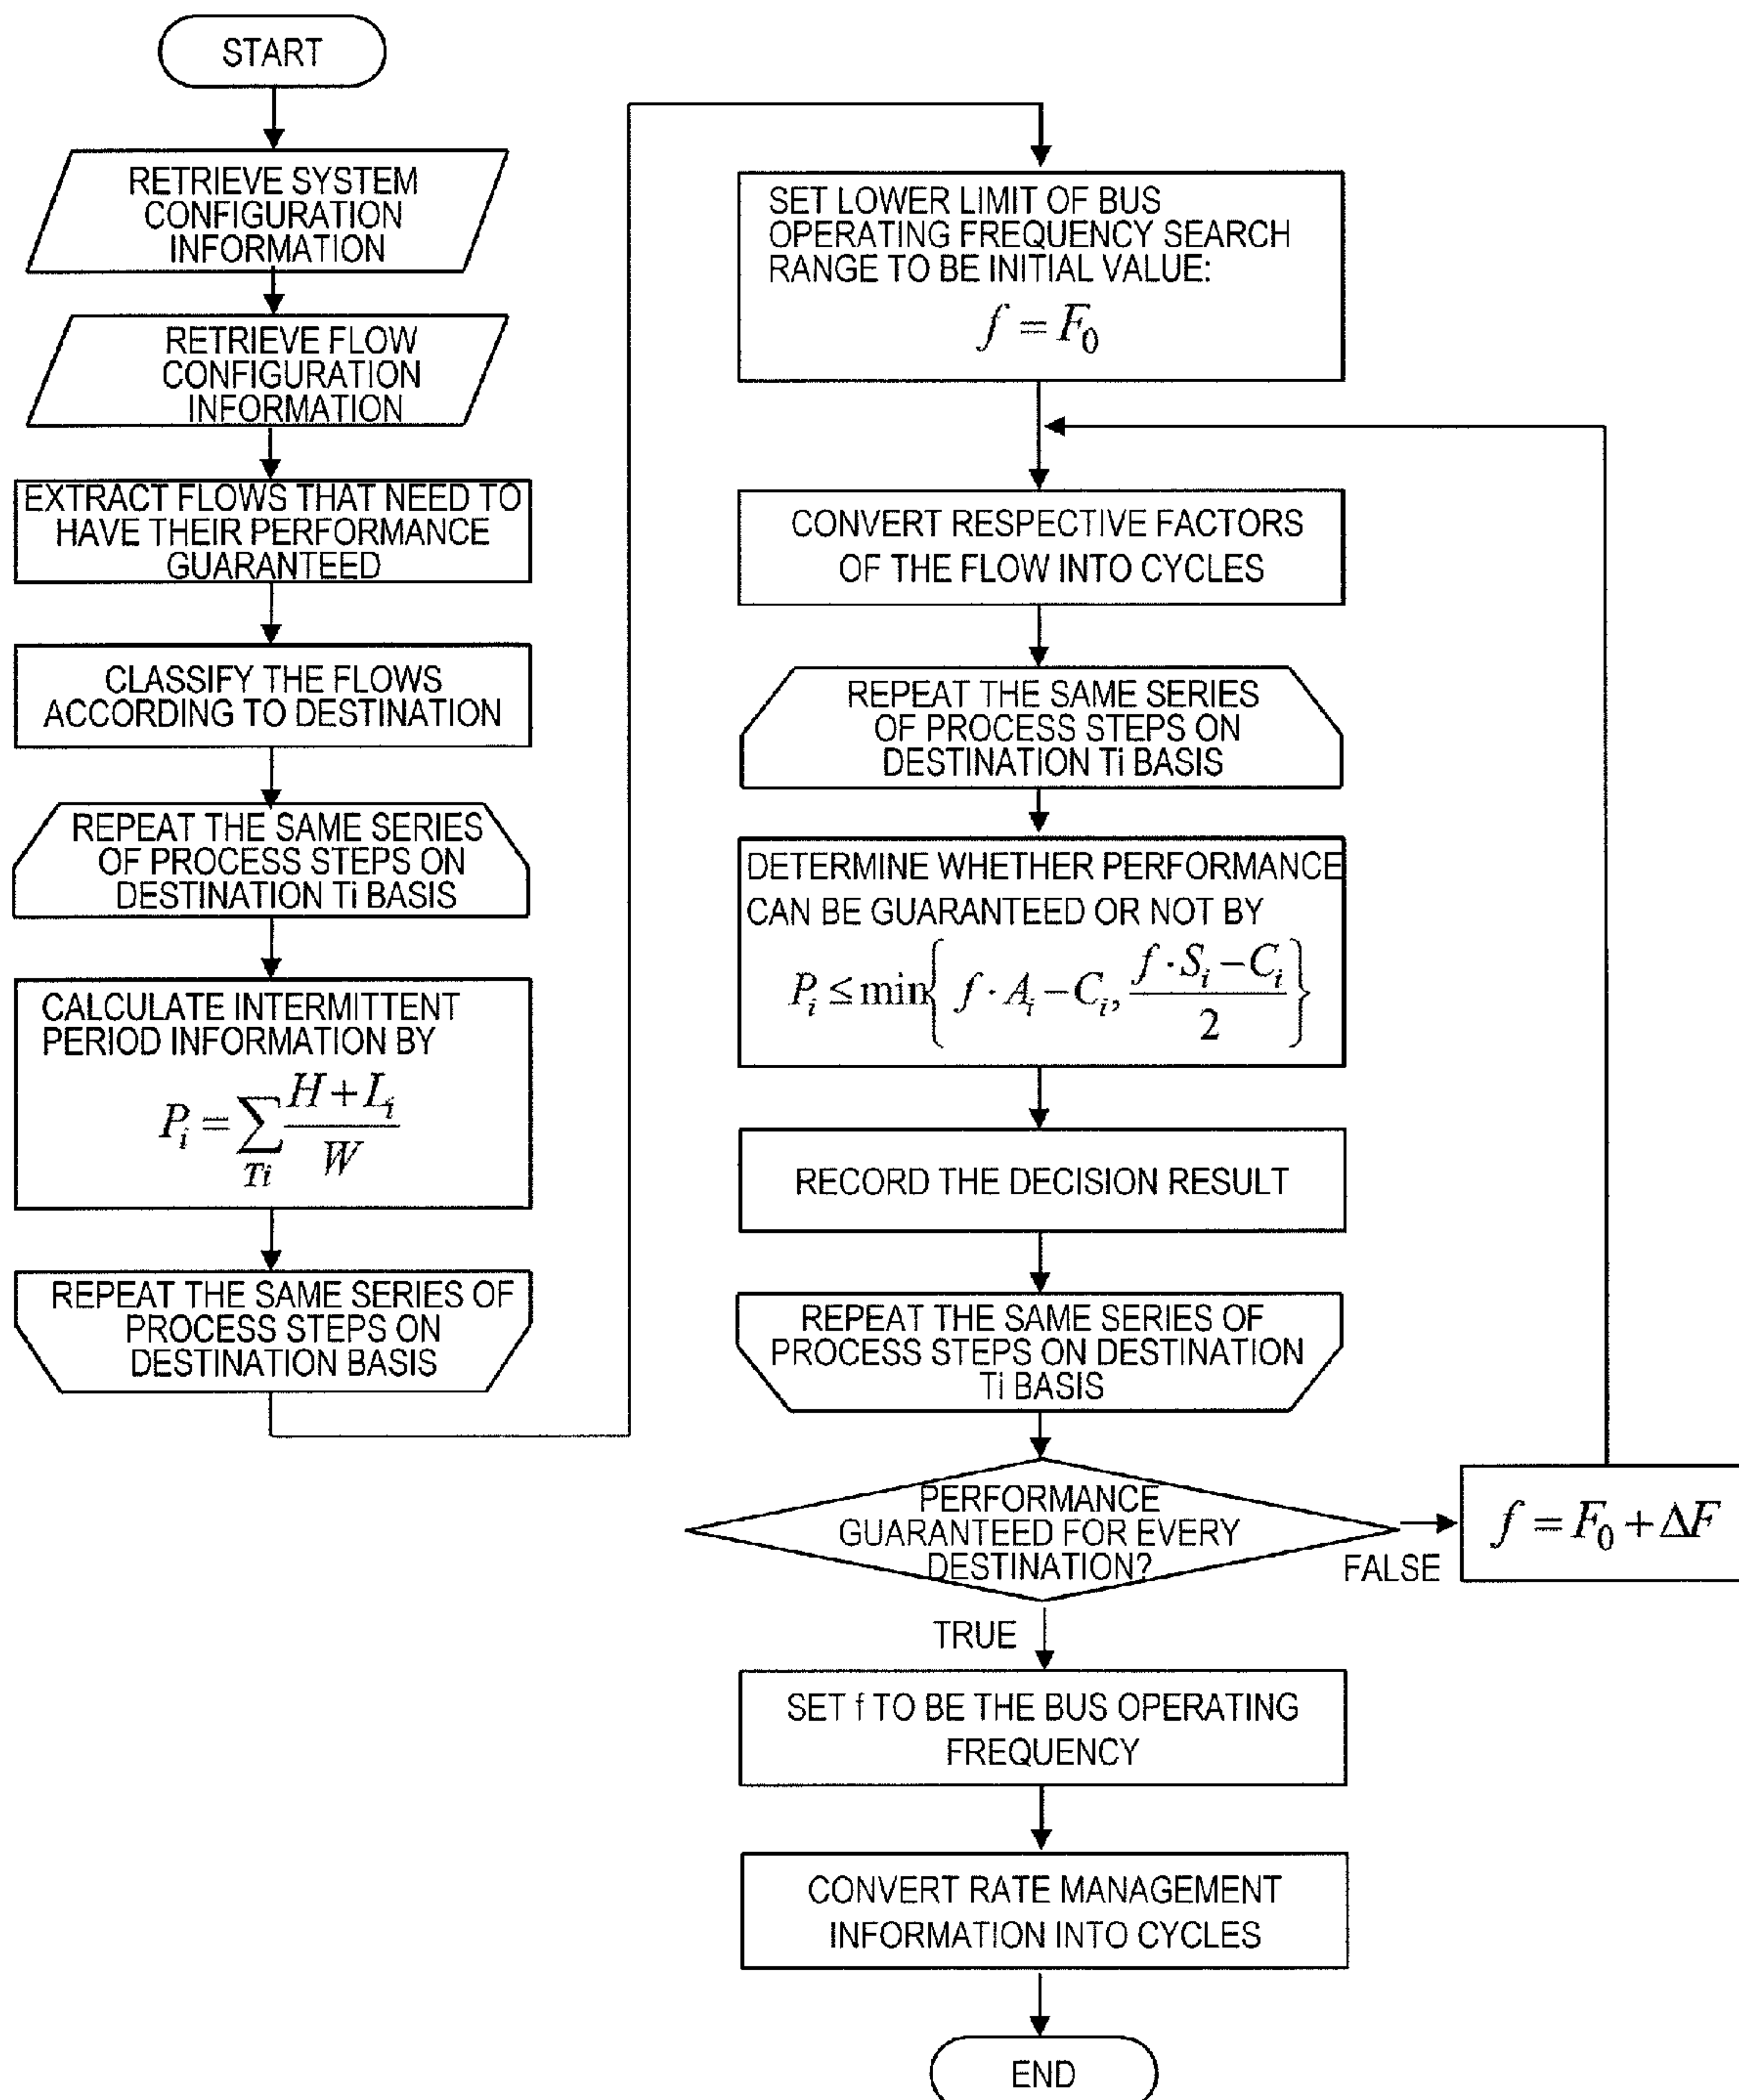 START
RETRIEVE SYSTEM
CONFIGURATION
INFORMATION
RETRIEVE FLOW
CONFIGURATION
INFORMATION
EXTRACT FLOWS THAT NEED TO
HAVE THEIR PERFORMANCE
GUARANTEED
CLASSIFY THE FLOWS
ACCORDING TO DESTINATION
REPEAT THE SAME SERIES
OF PROCESS STEPS ON
DESTINATION Ti BASIS
CALCULATE INTERMITTENT
PERIOD INFORMATION BY
P_i = ∑_{Ti} (H + L_i) / W
REPEAT THE SAME SERIES OF
PROCESS STEPS ON
DESTINATION BASIS
SET LOWER LIMIT OF BUS
OPERATING FREQUENCY SEARCH
RANGE TO BE INITIAL VALUE:
f = F_0
CONVERT RESPECTIVE FACTORS
OF THE FLOW INTO CYCLES
REPEAT THE SAME SERIES
OF PROCESS STEPS ON
DESTINATION Ti BASIS
DETERMINE WHETHER PERFORMANCE
CAN BE GUARANTEED OR NOT BY
P_i ≤ min{ f · A_i − C_i, (f · S_i − C_i) / 2 }
RECORD THE DECISION RESULT
REPEAT THE SAME SERIES OF
PROCESS STEPS ON DESTINATION
Ti BASIS
PERFORMANCE
GUARANTEED FOR EVERY
DESTINATION?
FALSE
f = F_0 + ΔF
TRUE
SET f TO BE THE BUS OPERATING
FREQUENCY
CONVERT RATE MANAGEMENT
INFORMATION INTO CYCLES
END